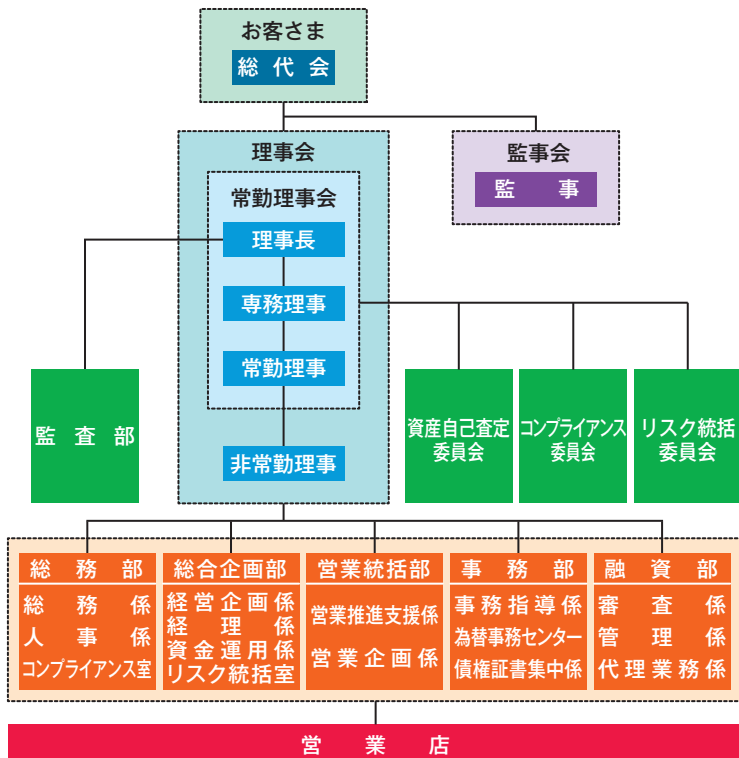 お客さま
総代会
理事会
監事会
監事
常勤理事会
理事長
専務理事
常勤理事
非常勤理事
監査部
資産自己査定
委員会
コンプライアンス
委員会
リスク統括
委員会
総務部
総務係
人事係
コンプライアンス室
総合企画部
経営企画係
経理係
資金運用係
リスク統括室
営業統括部
営業推進支援係
営業企画係
事務部
事務指導係
為替事務センター
債権証書集中係
融資部
審査係
管理係
代理業務係
営業店